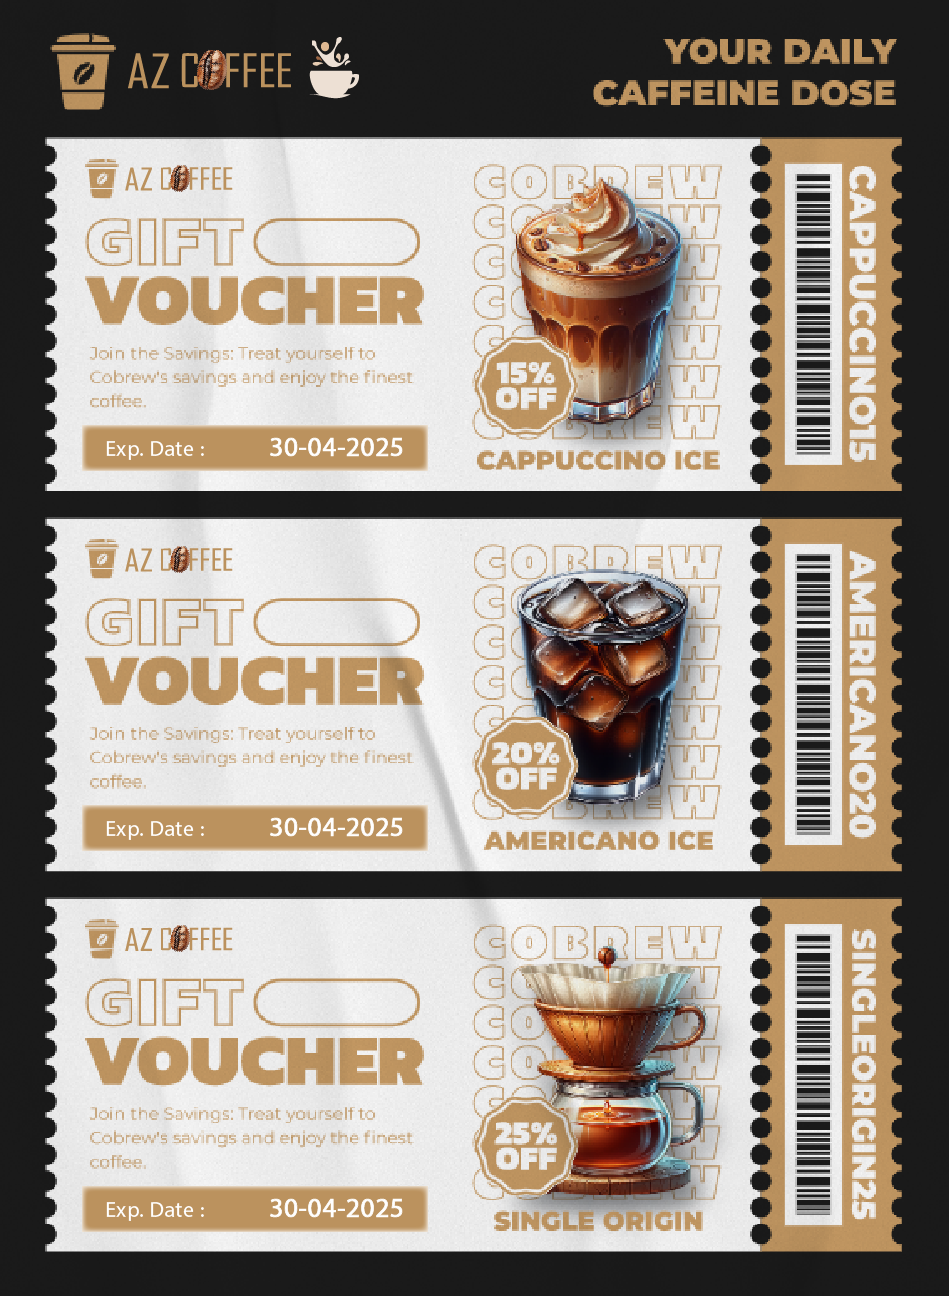 AZ COFFEE
YOUR DAILY
CAFFEINE DOSE
AZ COFFEE
GIFT
VOUCHER
Join the Savings: Treat yourself to
Cobrew's savings and enjoy the finest
coffee.
Exp. Date : 30-04-2025
COBREW
15%
OFF
CAPPUCCINO ICE
CAPPUCCINO15
AZ COFFEE
GIFT
VOUCHER
Join the Savings: Treat yourself to
Cobrew's savings and enjoy the finest
coffee.
Exp. Date : 30-04-2025
COBREW
20%
OFF
AMERICANO ICE
AMERICANO20
AZ COFFEE
GIFT
VOUCHER
Join the Savings: Treat yourself to
Cobrew's savings and enjoy the finest
coffee.
Exp. Date : 30-04-2025
COBREW
25%
OFF
SINGLE ORIGIN
SINGLEORIGIN25